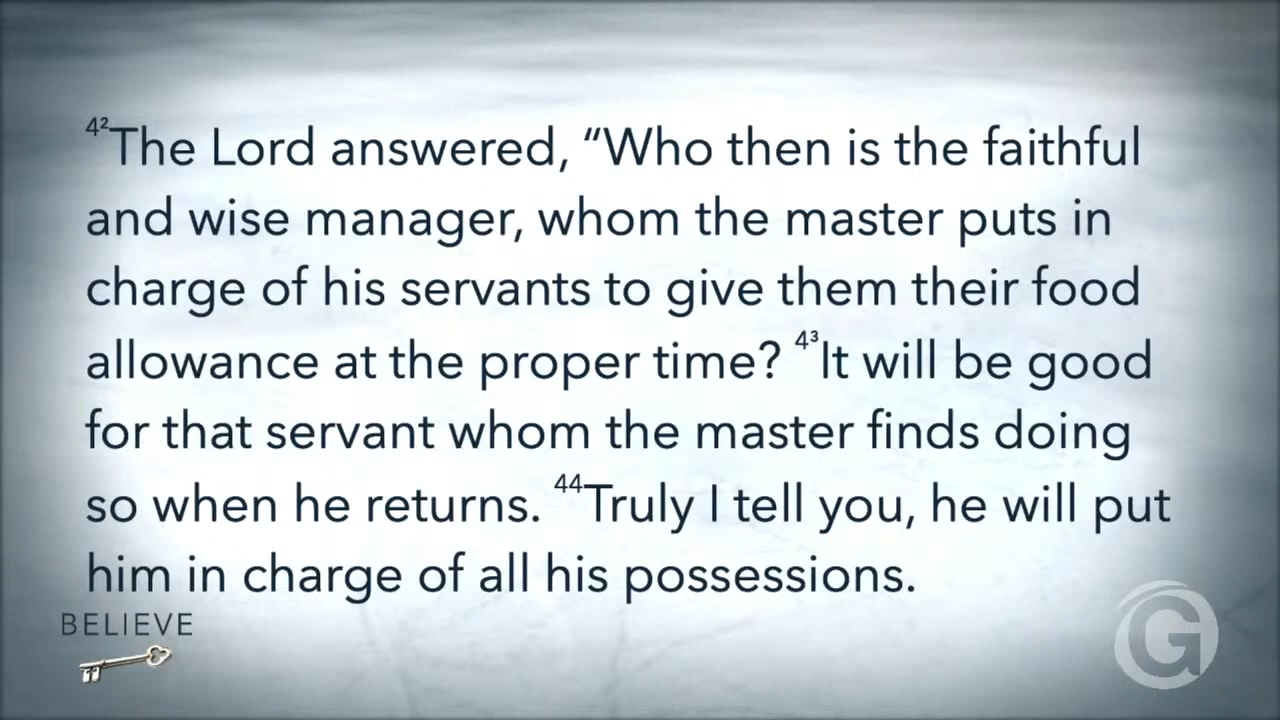 ⁴²The Lord answered, “Who then is the faithful
and wise manager, whom the master puts in
charge of his servants to give them their food
allowance at the proper time? ⁴³It will be good
for that servant whom the master finds doing
so when he returns. ⁴⁴Truly I tell you, he will put
him in charge of all his possessions.
BELIEVE
G